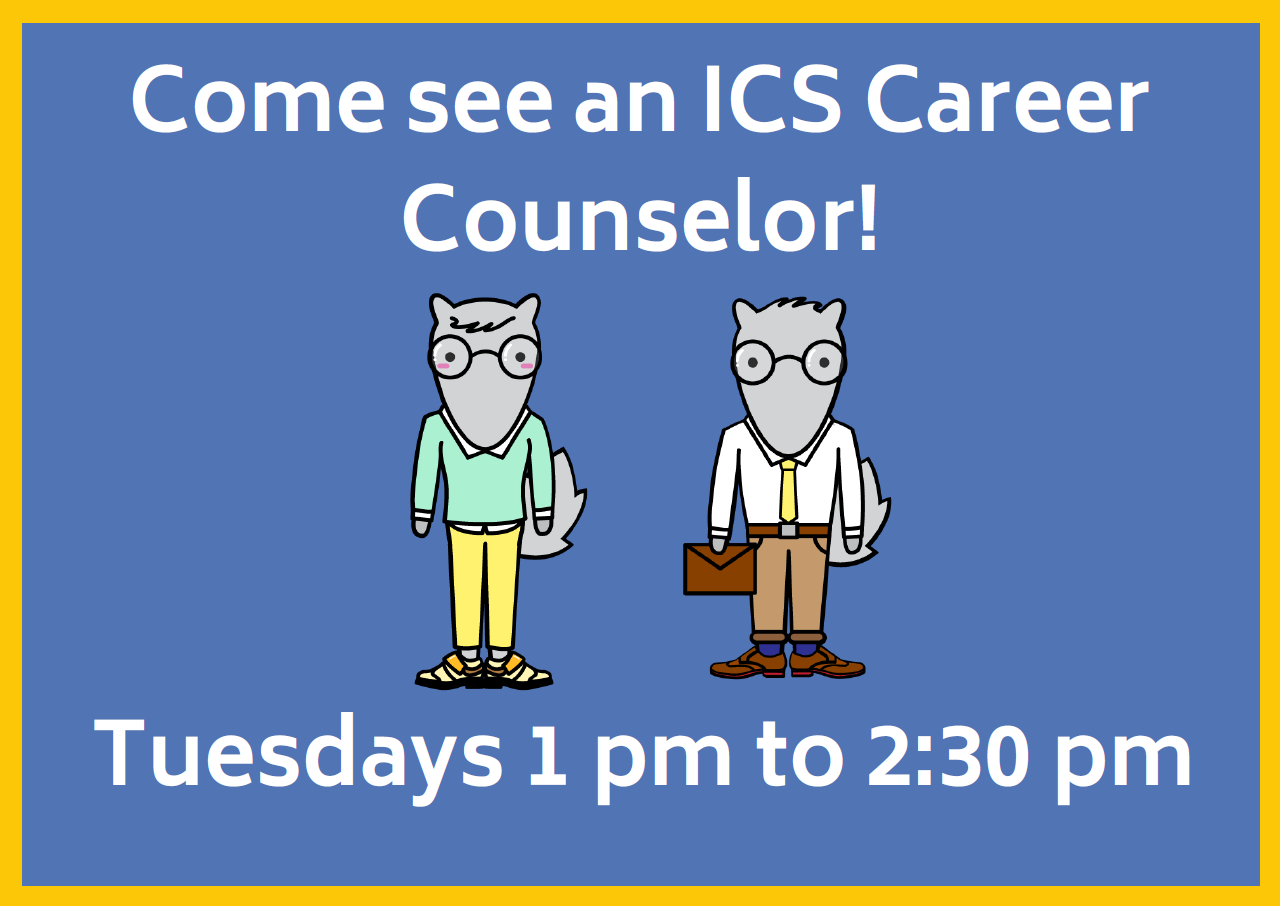 Come see an ICS Career
Counselor!
Tuesdays 1 pm to 2:30 pm